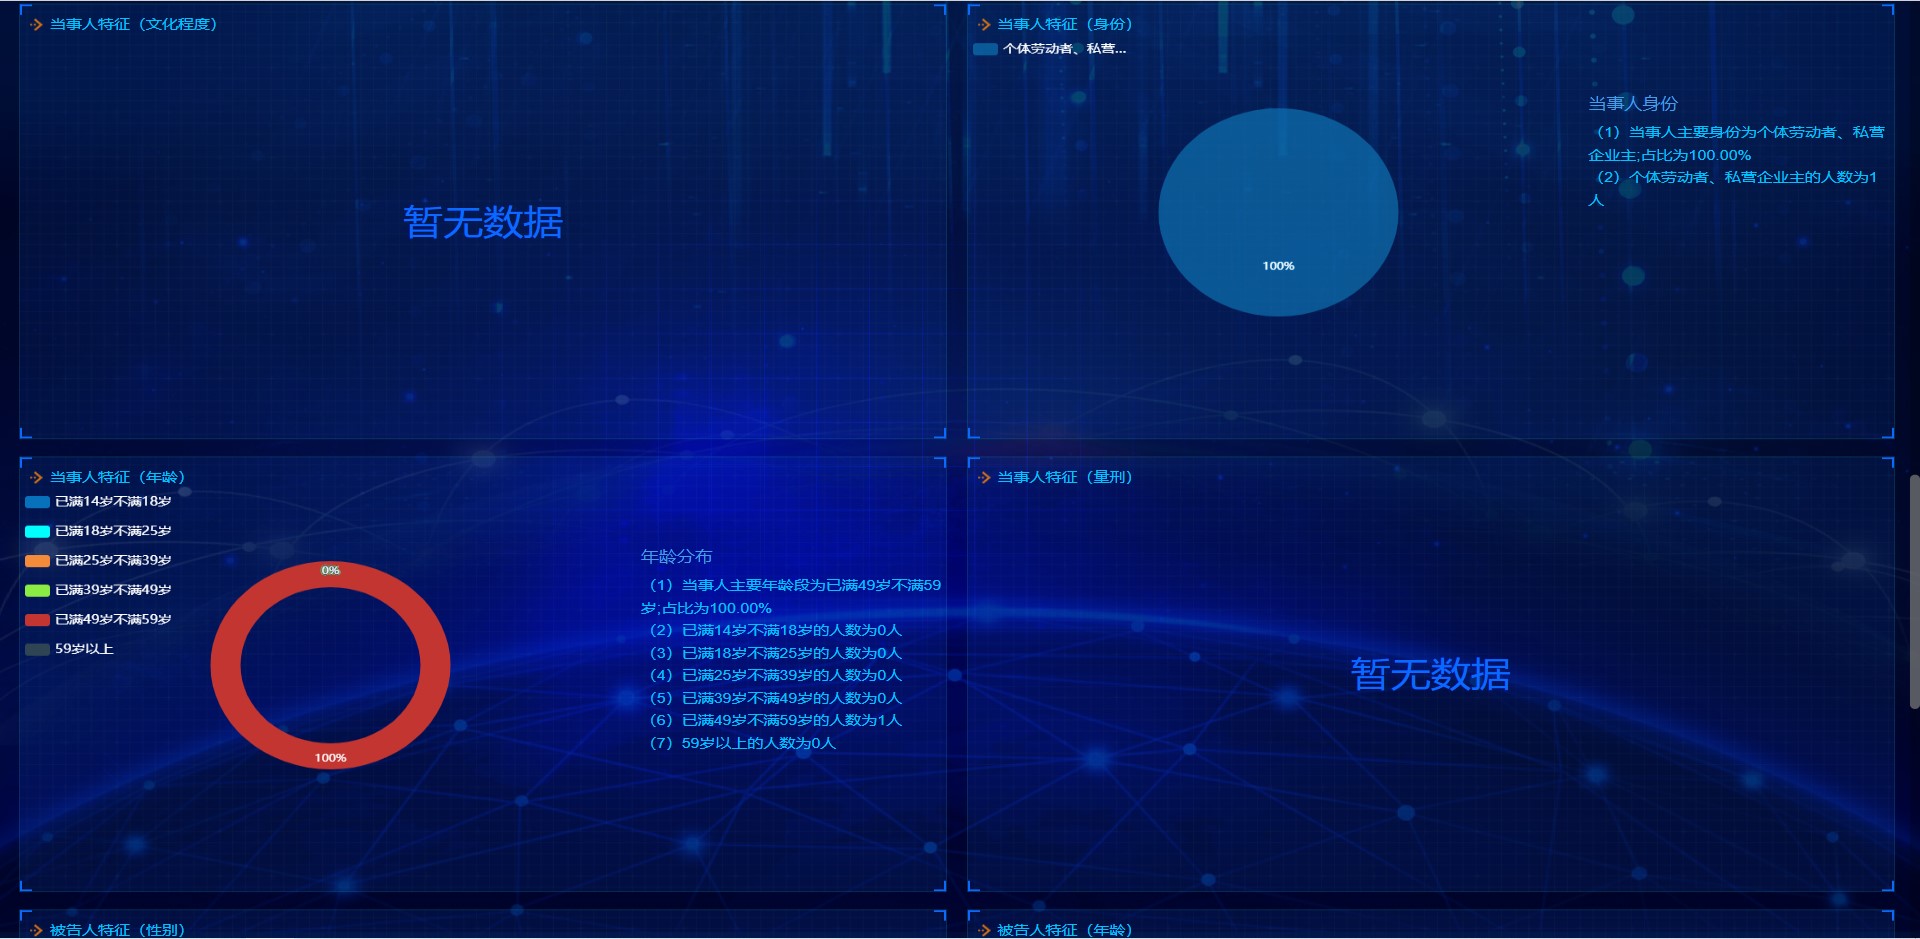 当事人特征（文化程度）
暂无数据
当事人特征（身份）
个体劳动者、私营...
100%
当事人身份
（1）当事人主要身份为个体劳动者、私营
企业主;占比为100.00%
（2）个体劳动者、私营企业主的人数为1
人
当事人特征（年龄）
已满14岁不满18岁
已满18岁不满25岁
已满25岁不满39岁
已满39岁不满49岁
已满49岁不满59岁
59岁以上
0%
100%
年龄分布
（1）当事人主要年龄段为已满49岁不满59
岁;占比为100.00%
（2）已满14岁不满18岁的人数为0人
（3）已满18岁不满25岁的人数为0人
（4）已满25岁不满39岁的人数为0人
（5）已满39岁不满49岁的人数为0人
（6）已满49岁不满59岁的人数为1人
（7）59岁以上的人数为0人
当事人特征（量刑）
暂无数据
被告人特征（性别）
被告人特征（年龄）